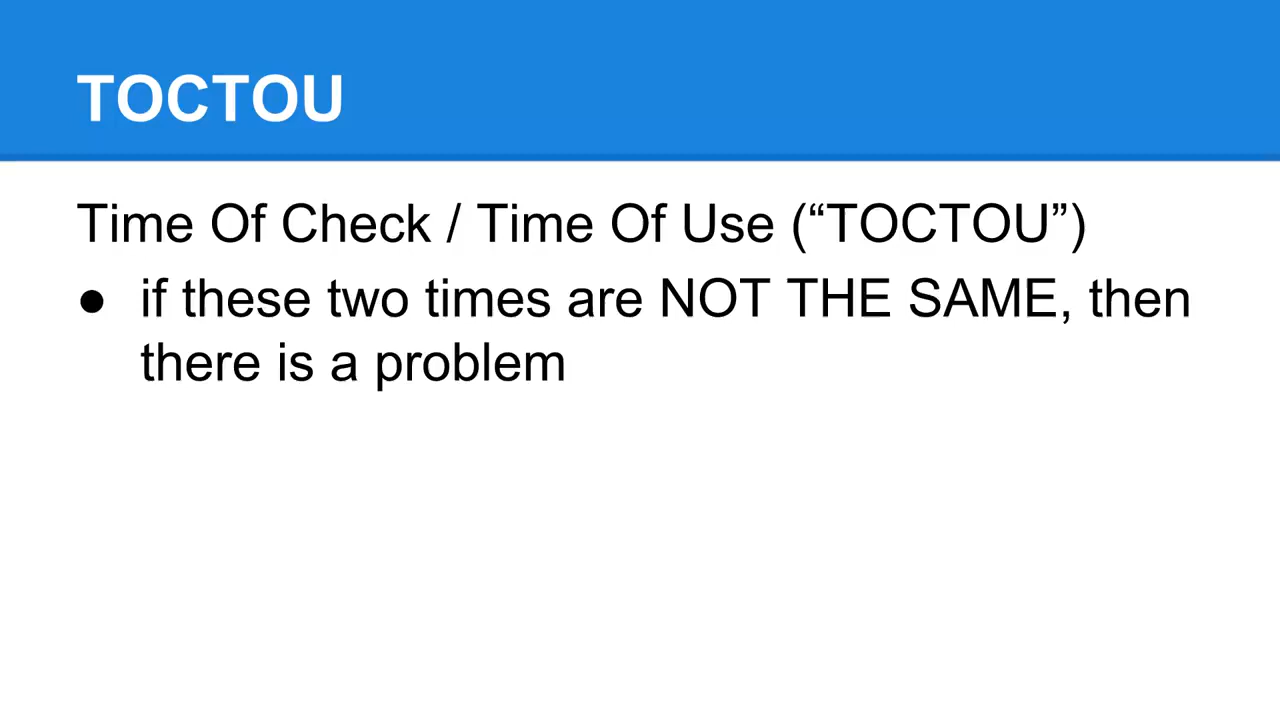 TOCTOU
Time Of Check / Time Of Use (“TOCTOU”)
● if these two times are NOT THE SAME, then
there is a problem